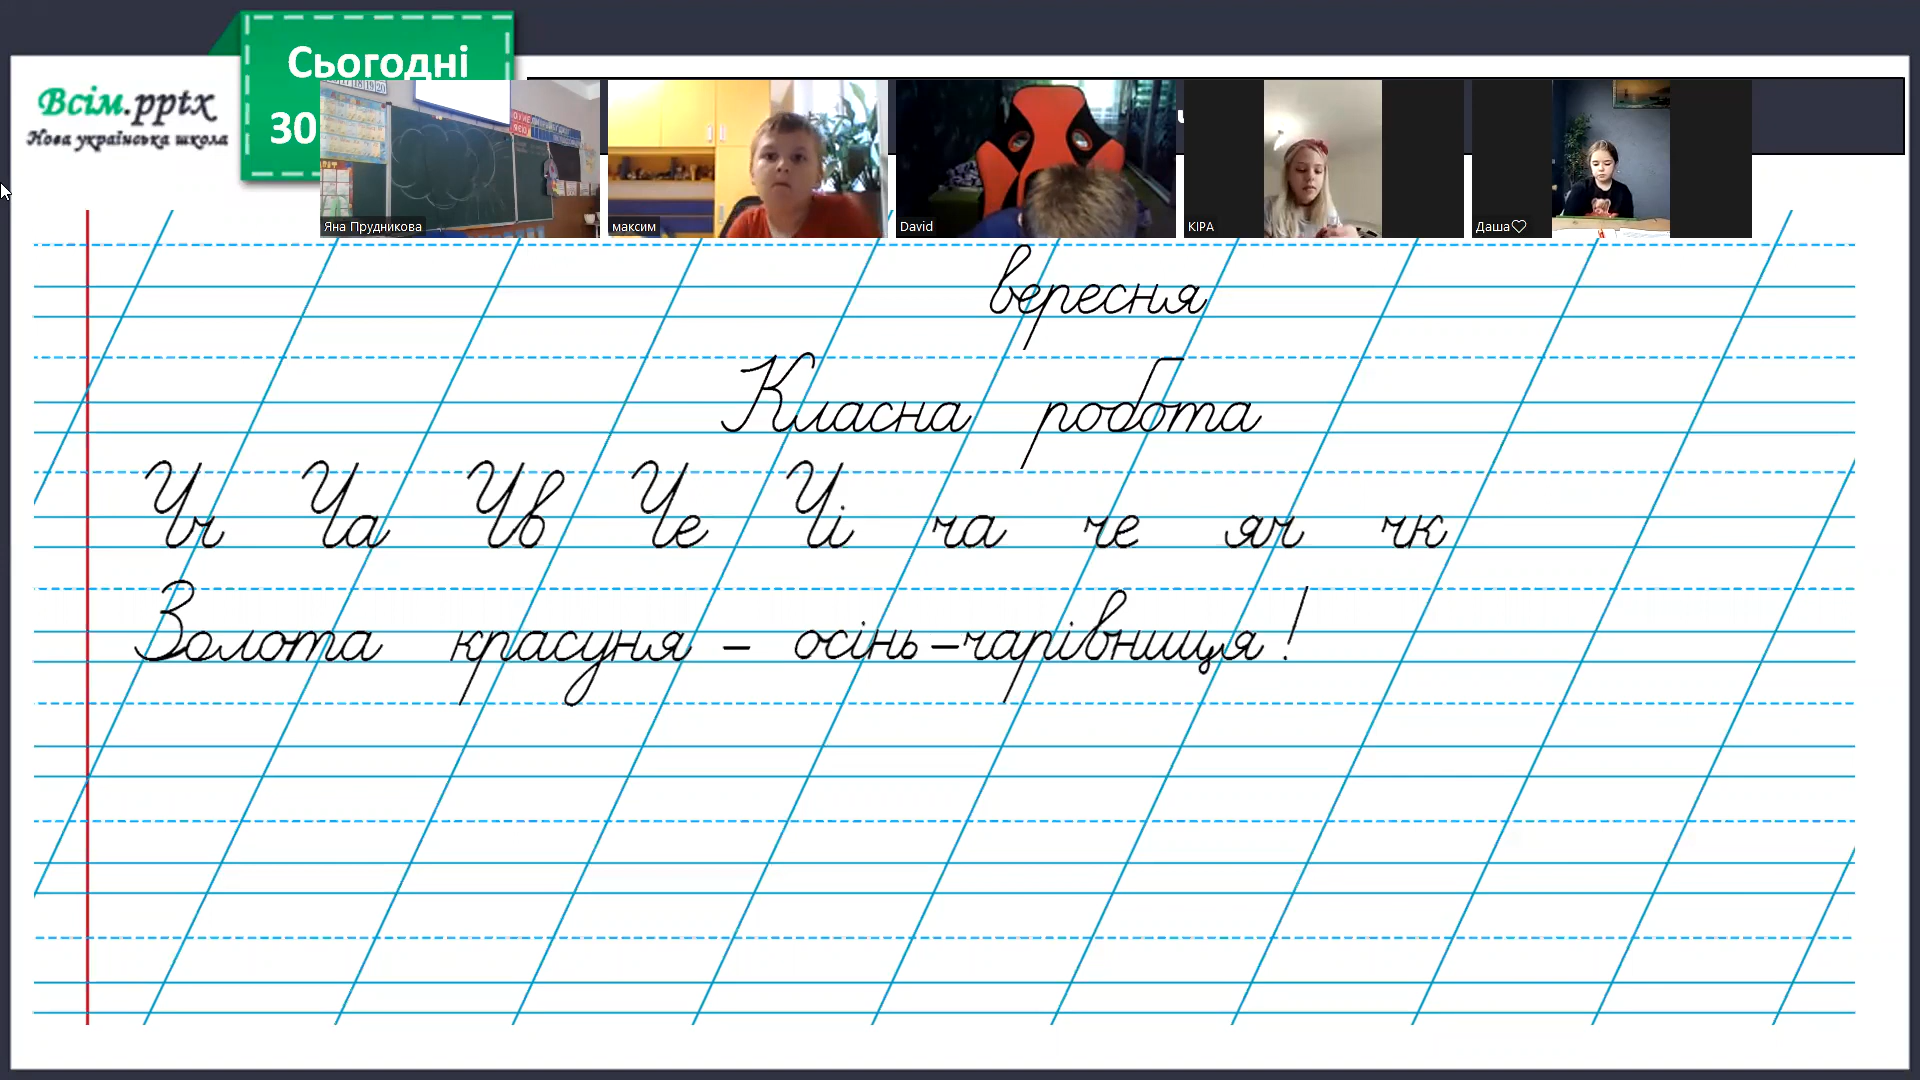 Сьогодні
30
Всім.pptx
Нова українська школа
Яна Прудникова
максим
David
KIPA
Даша♡
вересня
Класна робота
Чч Ча Чв Че Чі ча че яч чк
Золота красуня – осінь–чарівниця!